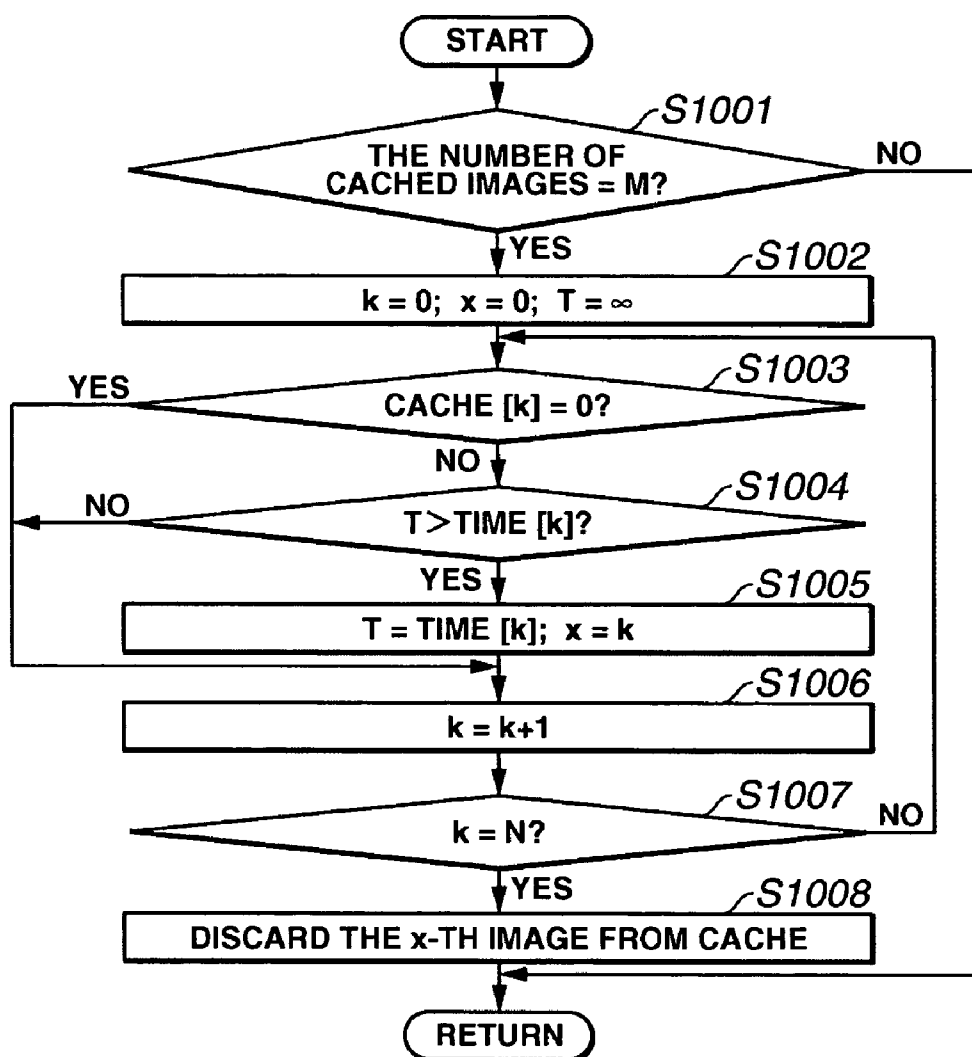 START
S1001
THE NUMBER OF
CACHED IMAGES = M?
NO
YES
S1002
k = 0; x = 0; T = ∞
S1003
YES
CACHE [k] = 0?
NO
S1004
NO
T>TIME [k]?
YES
S1005
T = TIME [k]; x = k
S1006
k = k+1
S1007
k = N?
NO
YES
S1008
DISCARD THE x-TH IMAGE FROM CACHE
RETURN